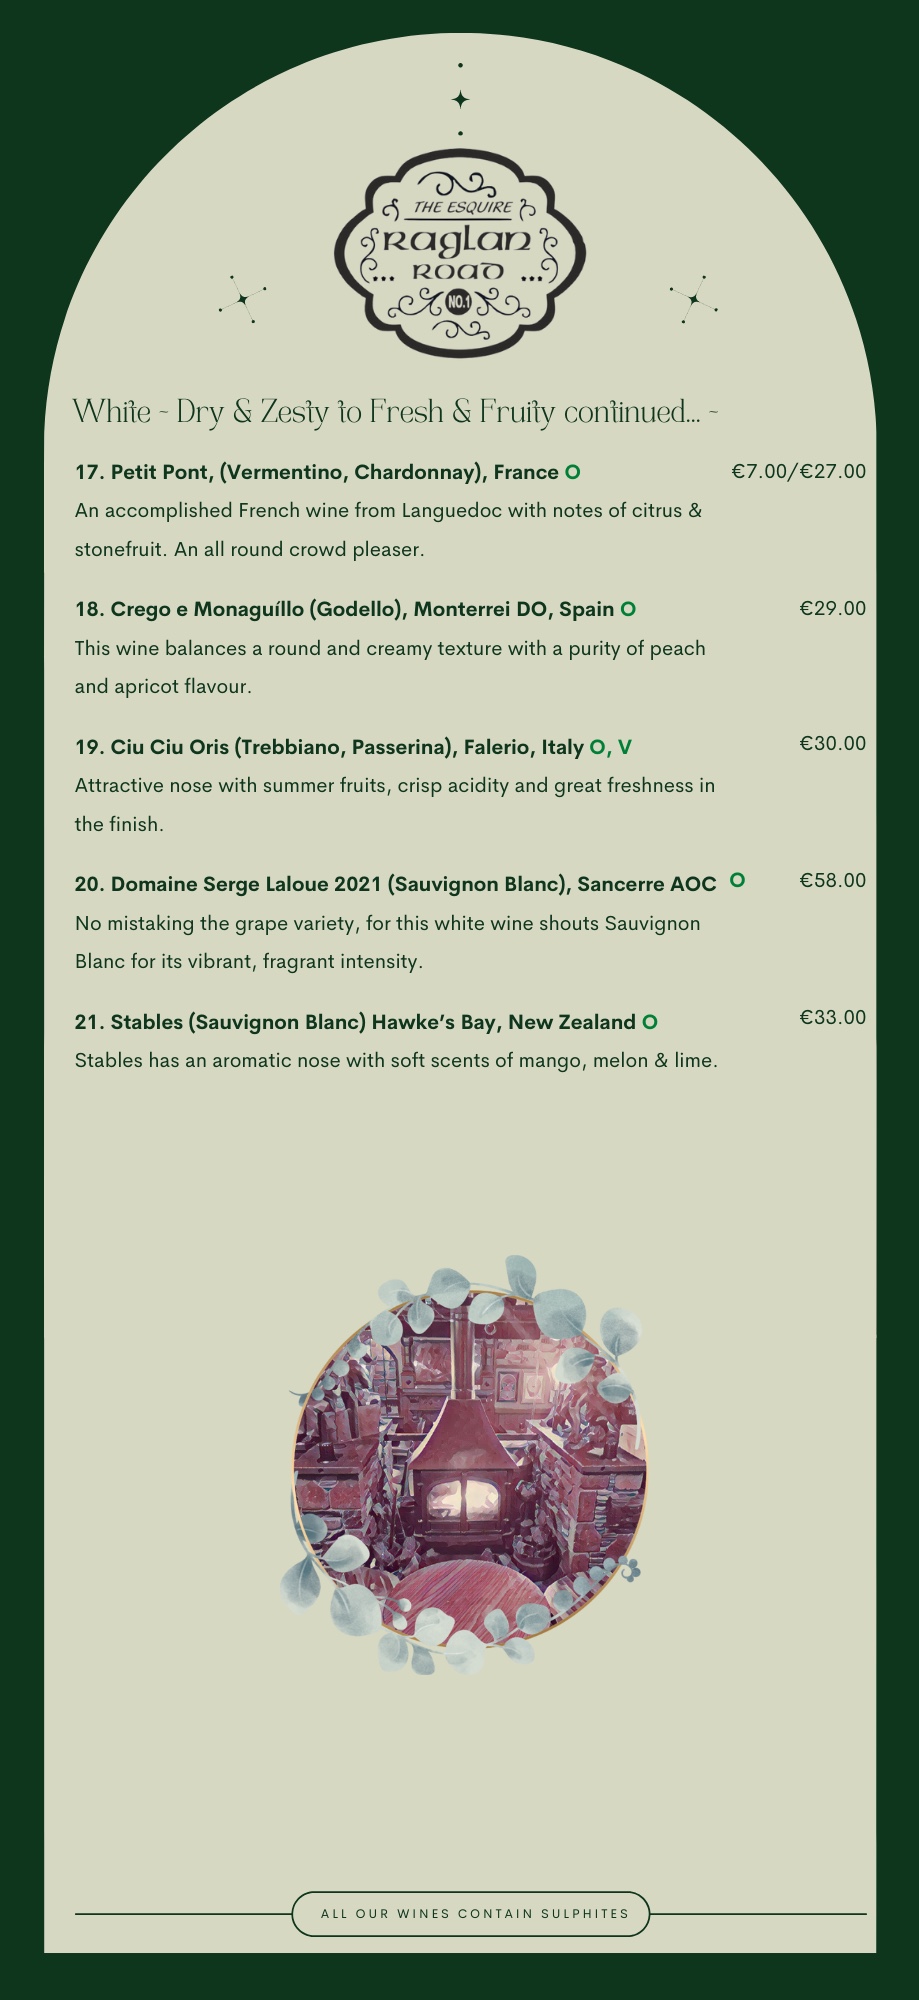 THE ESQUIRE
Raglan
... ROAD ...
NO.1
White ~ Dry & Zesty to Fresh & Fruity continued... ~
17. Petit Pont, (Vermentino, Chardonnay), France O €7.00/€27.00
An accomplished French wine from Languedoc with notes of citrus &
stonefruit. An all round crowd pleaser.
18. Crego e Monaguíllo (Godello), Monterrei DO, Spain O €29.00
This wine balances a round and creamy texture with a purity of peach
and apricot flavour.
19. Ciu Ciu Oris (Trebbiano, Passerina), Falerio, Italy O, V €30.00
Attractive nose with summer fruits, crisp acidity and great freshness in
the finish.
20. Domaine Serge Laloue 2021 (Sauvignon Blanc), Sancerre AOC O €58.00
No mistaking the grape variety, for this white wine shouts Sauvignon
Blanc for its vibrant, fragrant intensity.
21. Stables (Sauvignon Blanc) Hawke’s Bay, New Zealand O €33.00
Stables has an aromatic nose with soft scents of mango, melon & lime.
ALL OUR WINES CONTAIN SULPHITES